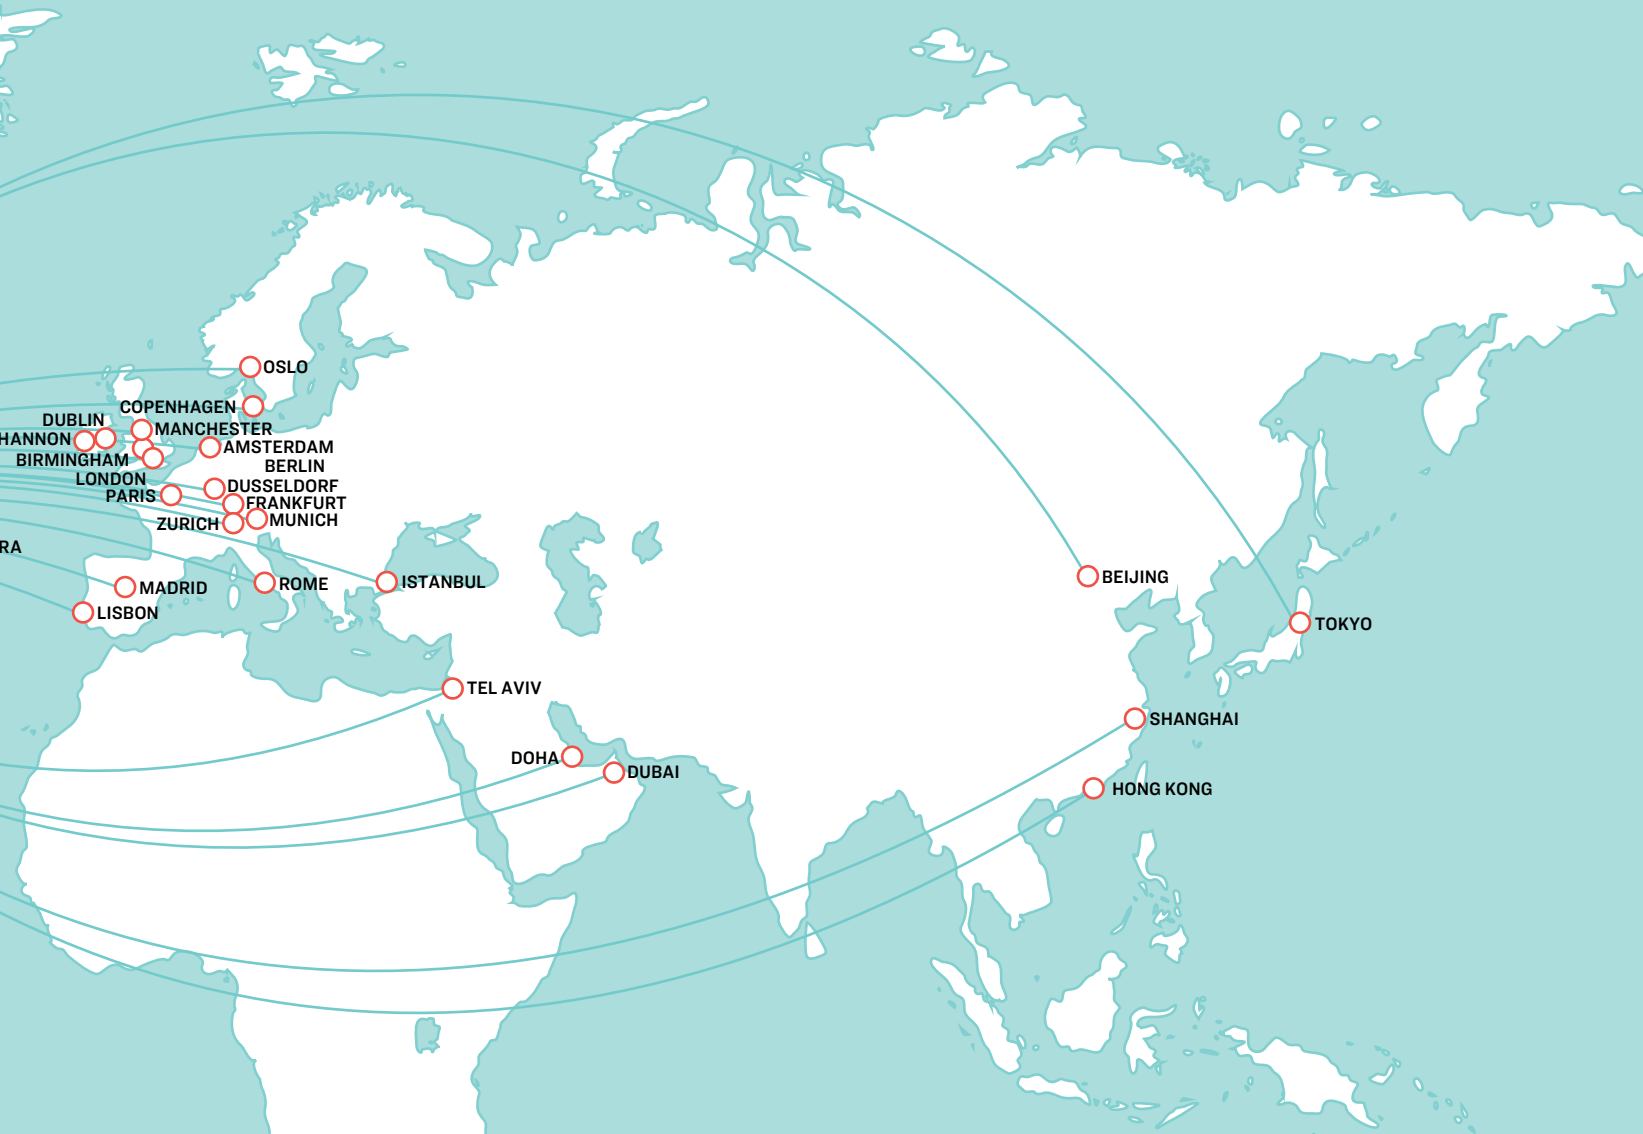 OSLO
COPENHAGEN
DUBLIN
MANCHESTER
HANNON
AMSTERDAM
BIRMINGHAM
BERLIN
LONDON
DUSSELDORF
PARIS
FRANKFURT
ZURICH
MUNICH
RA
MADRID
ROME
ISTANBUL
LISBON
BEIJING
TOKYO
TEL AVIV
SHANGHAI
DOHA
DUBAI
HONG KONG